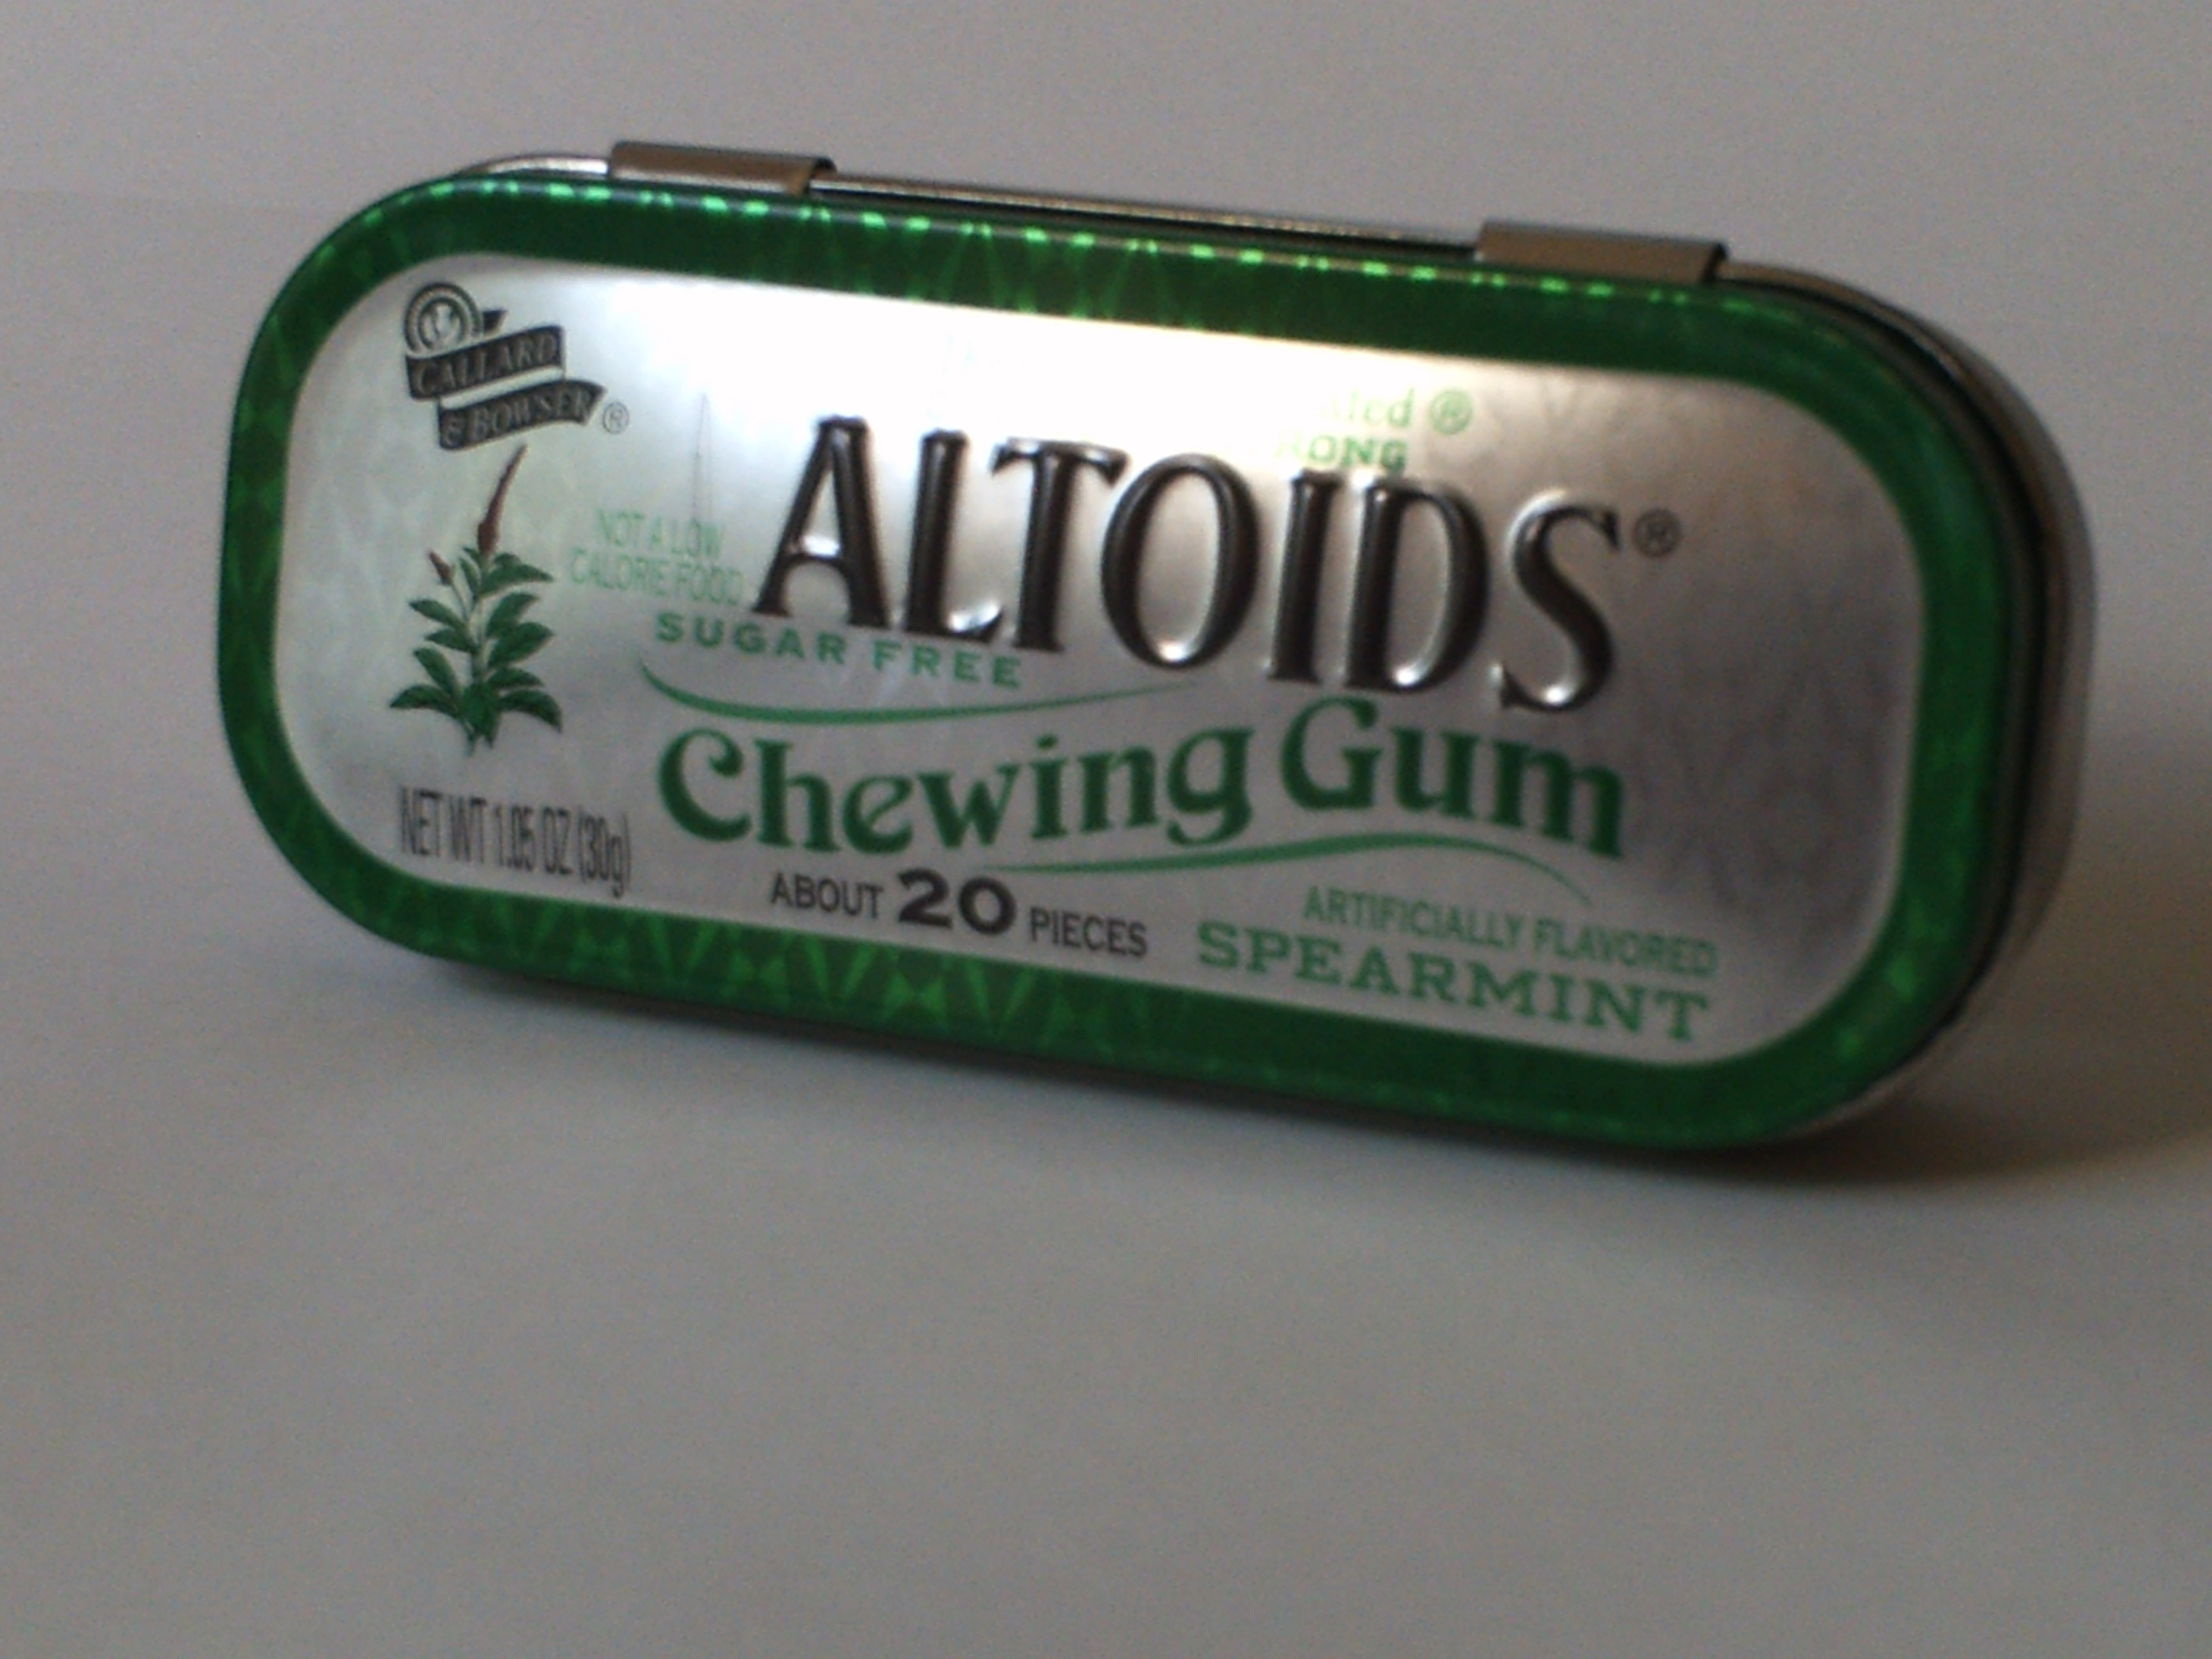 CALLARD
& BOWSER®
®
ALTOIDS®
NOT A LOW
CALORIE FOOD
SUGAR FREE
Chewing Gum
NET WT 1.05 OZ (30g)
ABOUT 20 PIECES
ARTIFICIALLY FLAVORED
SPEARMINT